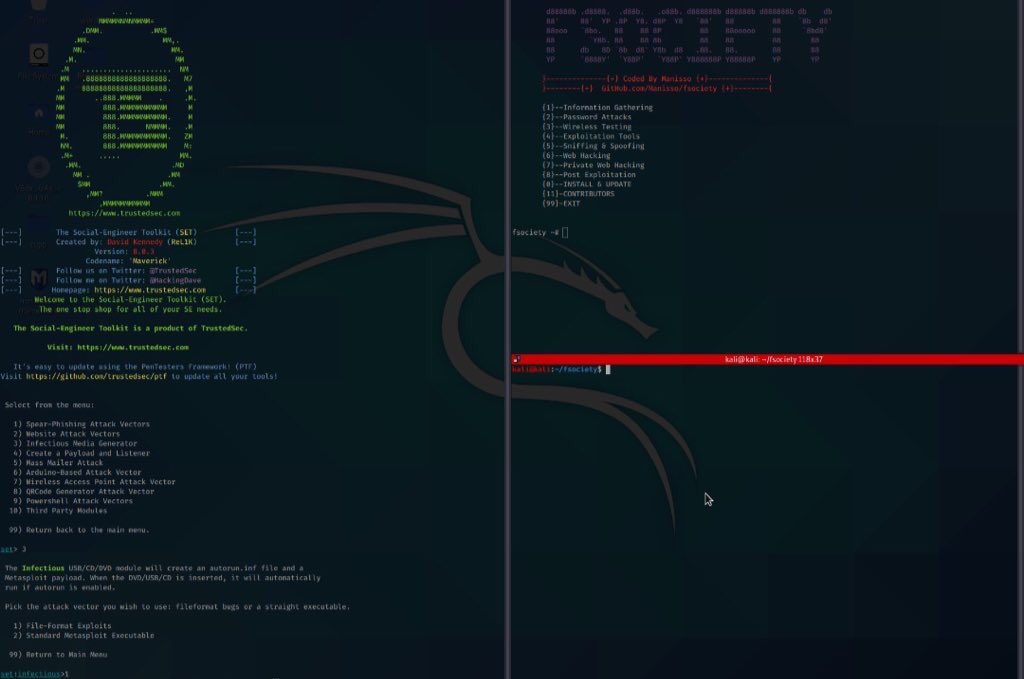 https://www.trustedsec.com
[---]        The Social-Engineer Toolkit (SET)         [---]
[---]        Created by: David Kennedy (ReL1K)         [---]
Version: 8.0.3
Codename: 'Maverick'
[---]        Follow us on Twitter: @TrustedSec         [---]
[---]        Follow me on Twitter: @HackingDave        [---]
[---]       Homepage: https://www.trustedsec.com       [---]
Welcome to the Social-Engineer Toolkit (SET).
The one stop shop for all of your SE needs.
The Social-Engineer Toolkit is a product of TrustedSec.
Visit: https://www.trustedsec.com
It's easy to update using the PenTesters Framework! (PTF)
Visit https://github.com/trustedsec/ptf to update all your tools!
Select from the menu:
1) Spear-Phishing Attack Vectors
2) Website Attack Vectors
3) Infectious Media Generator
4) Create a Payload and Listener
5) Mass Mailer Attack
6) Arduino-Based Attack Vector
7) Wireless Access Point Attack Vector
8) QRCode Generator Attack Vector
9) Powershell Attack Vectors
10) Third Party Modules
99) Return back to the main menu.
set> 3
The Infectious USB/CD/DVD module will create an autorun.inf file and a
Metasploit payload. When the DVD/USB/CD is inserted, it will automatically
run if autorun is enabled.
Pick the attack vector you wish to use: fileformat bugs or a straight executable.
1) File-Format Exploits
2) Standard Metasploit Executable
99) Return to Main Menu
set:infectious>1
}--------------{+} Coded By Manisso {+}--------------{
}--------{+}  GitHub.com/Manisso/fsociety {+}--------{
{1}--Information Gathering
{2}--Password Attacks
{3}--Wireless Testing
{4}--Exploitation Tools
{5}--Sniffing & Spoofing
{6}--Web Hacking
{7}--Private Web Hacking
{8}--Post Exploitation
{0}--INSTALL & UPDATE
{11}-CONTRIBUTORS
{99}-EXIT
fsociety ~#
kali@kali: ~/fsociety 118x37
kali@kali:~/fsociety$